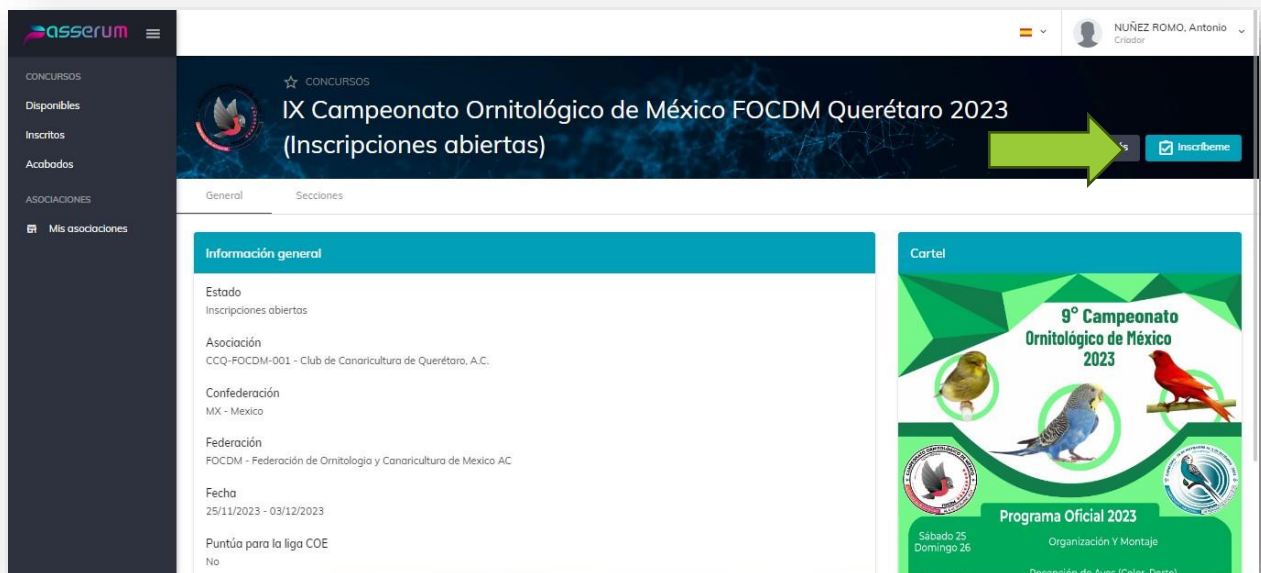 Passerum
NUÑEZ ROMO, Antonio
Criador
CONCURSOS
Disponibles
Inscritos
Acabados
ASOCIACIONES
Mis asociaciones
CONCURSOS
IX Campeonato Ornitológico de México FOCDM Querétaro 2023
(Inscripciones abiertas)
Inscríbeme
General Secciones
Información general
Estado
Inscripciones abiertas
Asociación
CCQ-FOCDM-001 - Club de Canaricultura de Querétaro, A.C.
Confederación
MX - Mexico
Federación
FOCDM - Federación de Ornitologia y Canaricultura de Mexico AC
Fecha
25/11/2023 - 03/12/2023
Puntúa para la liga COE
No
Cartel
9° Campeonato
Ornitológico de México
2023
Programa Oficial 2023
Sábado 25
Domingo 26
Organización Y Montaje